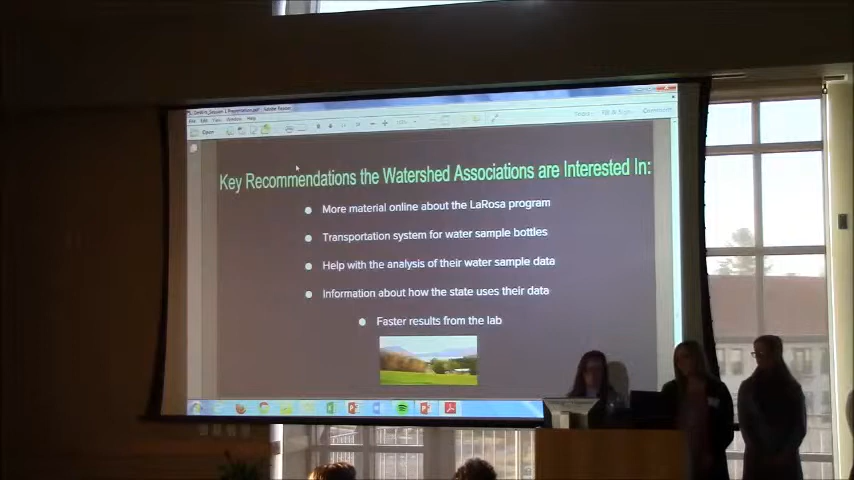 Key Recommendations the Watershed Associations are Interested In:
More material online about the LaRosa program
Transportation system for water sample bottles
Help with the analysis of their water sample data
Information about how the state uses their data
Faster results from the lab